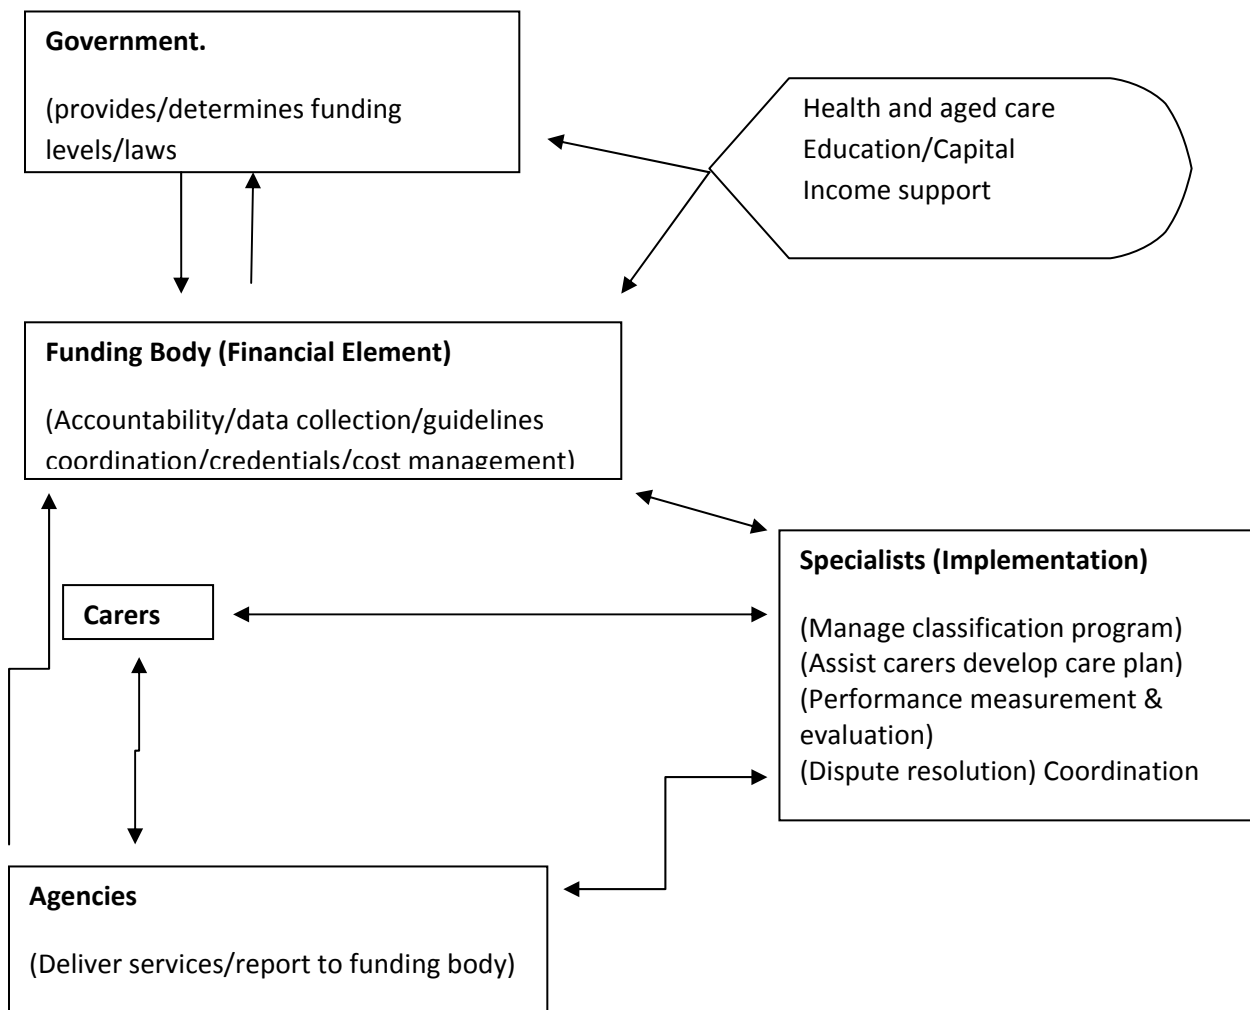 Government.
(provides/determines funding
levels/laws
Health and aged care
Education/Capital
Income support
Funding Body (Financial Element)
(Accountability/data collection/guidelines
coordination/credentials/cost management)
Specialists (Implementation)
(Manage classification program)
(Assist carers develop care plan)
(Performance measurement &
evaluation)
(Dispute resolution) Coordination
Carers
Agencies
(Deliver services/report to funding body)